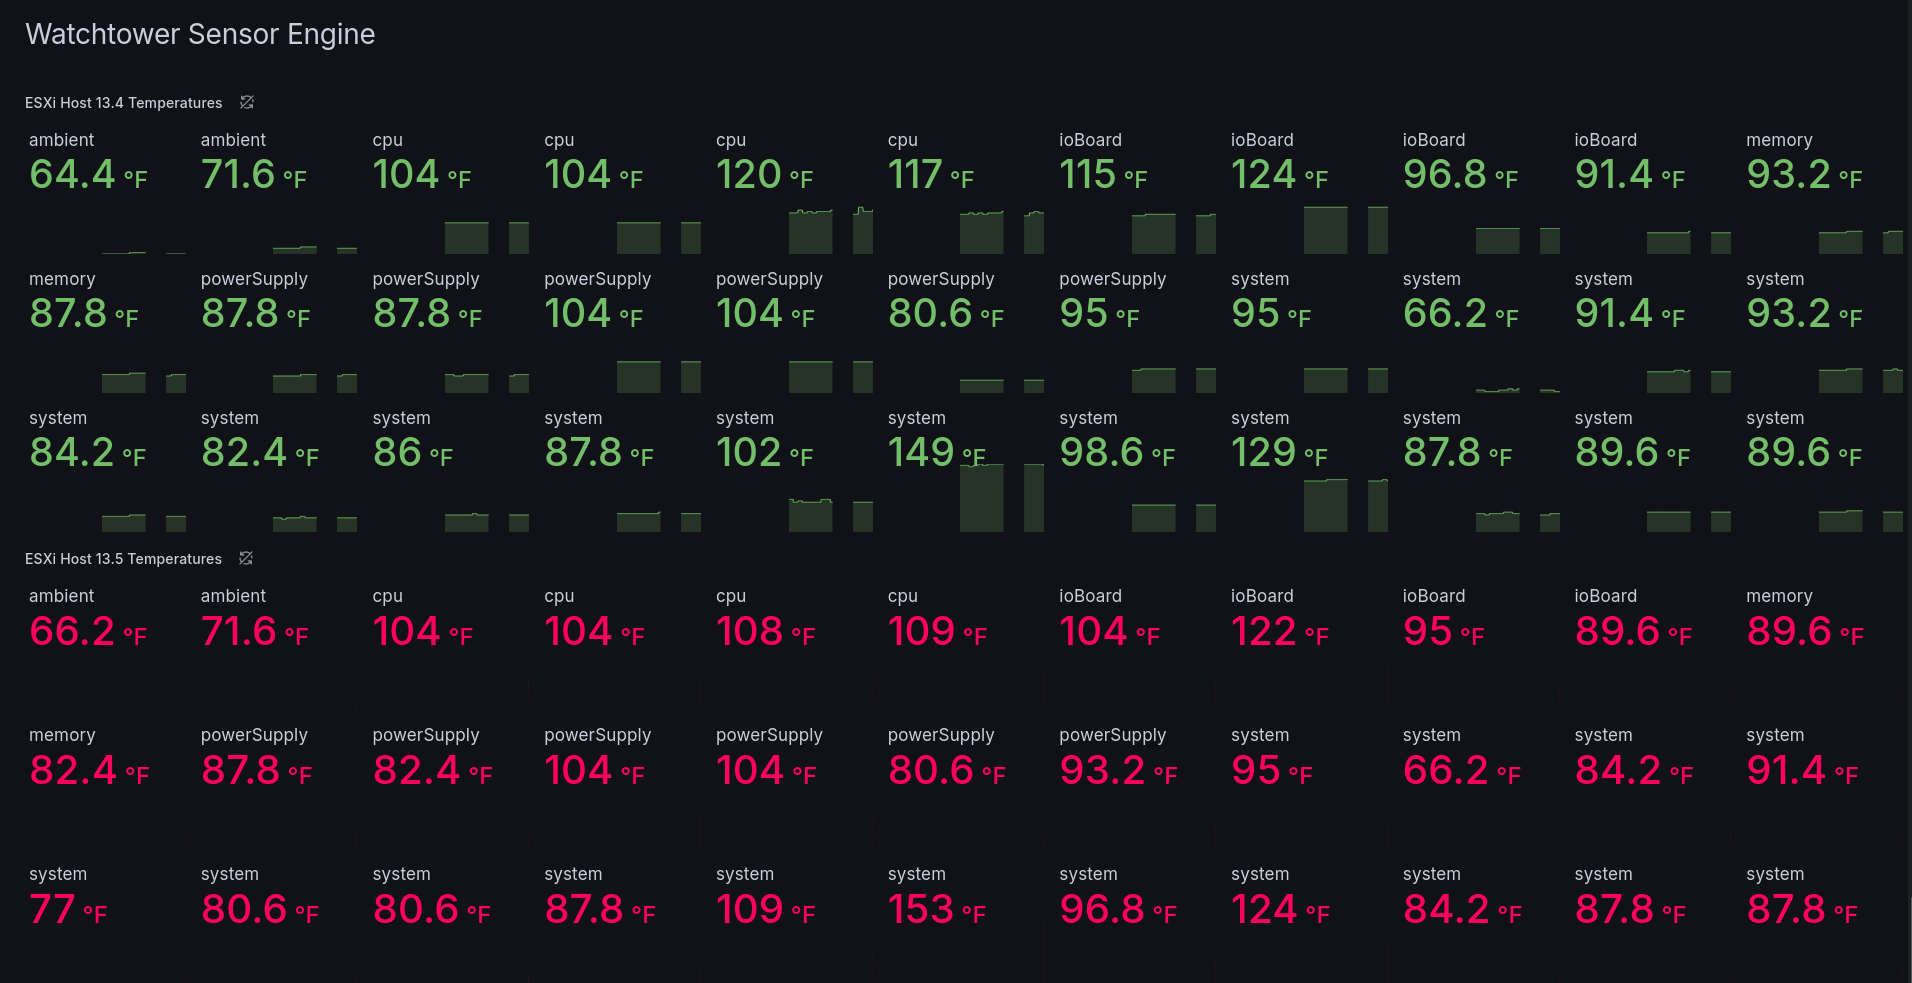 Watchtower Sensor Engine
ESXi Host 13.4 Temperatures
ambient ambient cpu cpu cpu cpu ioBoard ioBoard ioBoard ioBoard memory
64.4 °F 71.6 °F 104 °F 104 °F 120 °F 117 °F 115 °F 124 °F 96.8 °F 91.4 °F 93.2 °F
memory powerSupply powerSupply powerSupply powerSupply powerSupply powerSupply system system system system
87.8 °F 87.8 °F 87.8 °F 104 °F 104 °F 80.6 °F 95 °F 95 °F 66.2 °F 91.4 °F 93.2 °F
system system system system system system system system system system system
84.2 °F 82.4 °F 86 °F 87.8 °F 102 °F 149 °F 98.6 °F 129 °F 87.8 °F 89.6 °F 89.6 °F
ESXi Host 13.5 Temperatures
ambient ambient cpu cpu cpu cpu ioBoard ioBoard ioBoard ioBoard memory
66.2 °F 71.6 °F 104 °F 104 °F 108 °F 109 °F 104 °F 122 °F 95 °F 89.6 °F 89.6 °F
memory powerSupply powerSupply powerSupply powerSupply powerSupply powerSupply system system system system
82.4 °F 87.8 °F 82.4 °F 104 °F 104 °F 80.6 °F 93.2 °F 95 °F 66.2 °F 84.2 °F 91.4 °F
system system system system system system system system system system system
77 °F 80.6 °F 80.6 °F 87.8 °F 109 °F 153 °F 96.8 °F 124 °F 84.2 °F 87.8 °F 87.8 °F